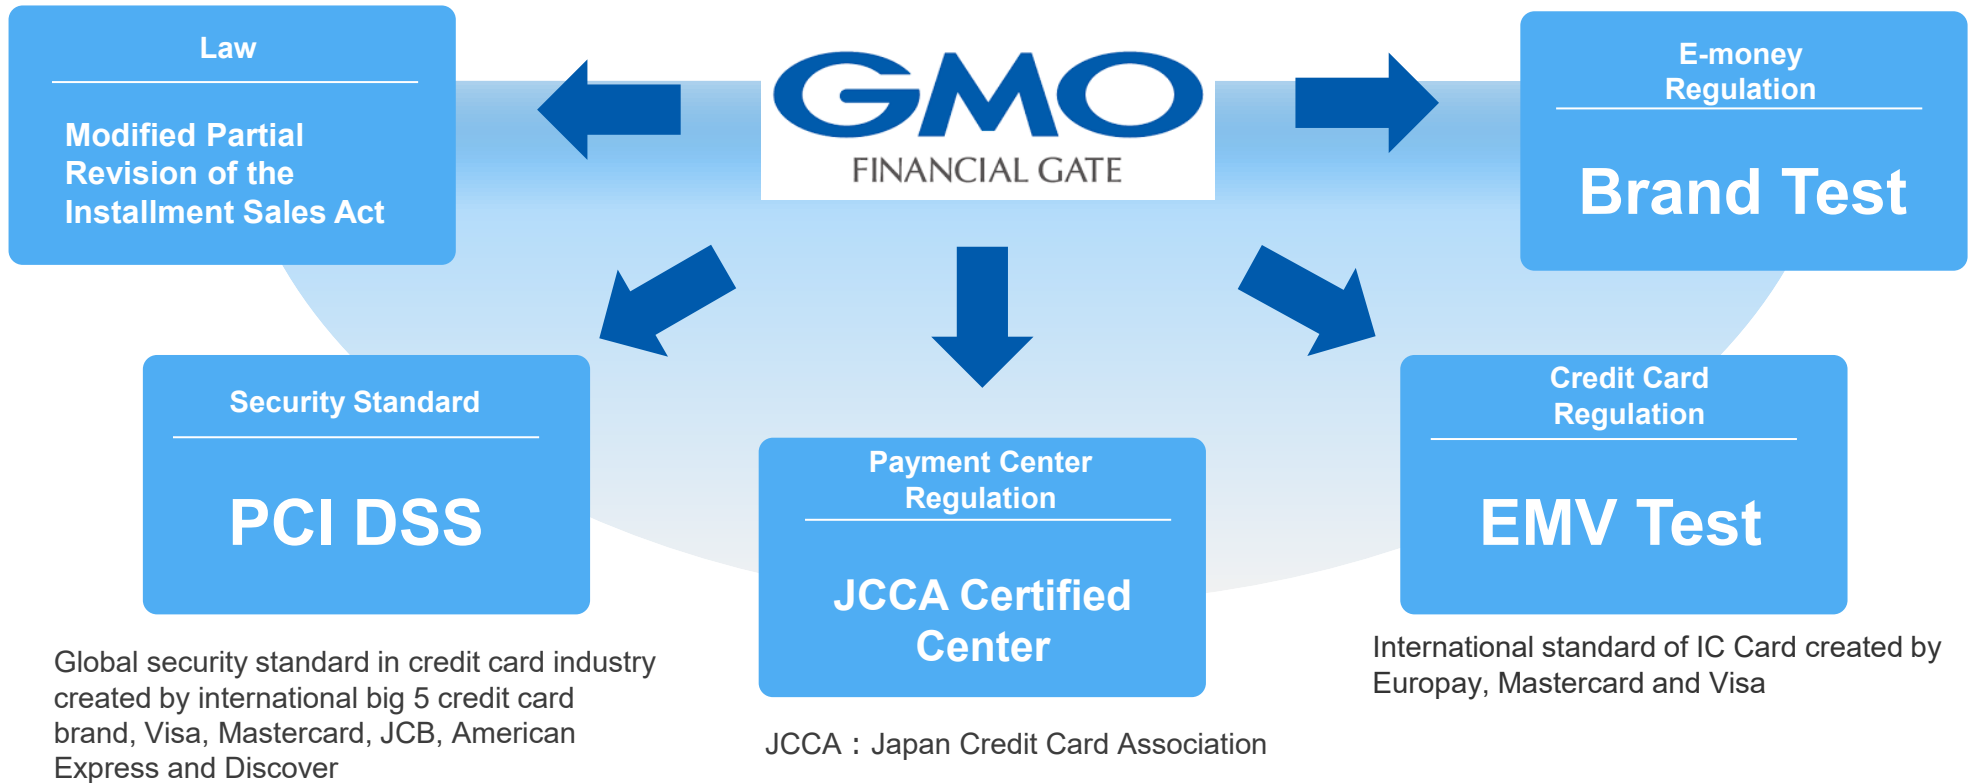 Law
Modified Partial
Revision of the
Installment Sales Act
GMO
FINANCIAL GATE
E-money
Regulation
Brand Test
Security Standard
PCI DSS
Global security standard in credit card industry
created by international big 5 credit card
brand, Visa, Mastercard, JCB, American
Express and Discover
Payment Center
Regulation
JCCA Certified
Center
JCCA：Japan Credit Card Association
Credit Card
Regulation
EMV Test
International standard of IC Card created by
Europay, Mastercard and Visa